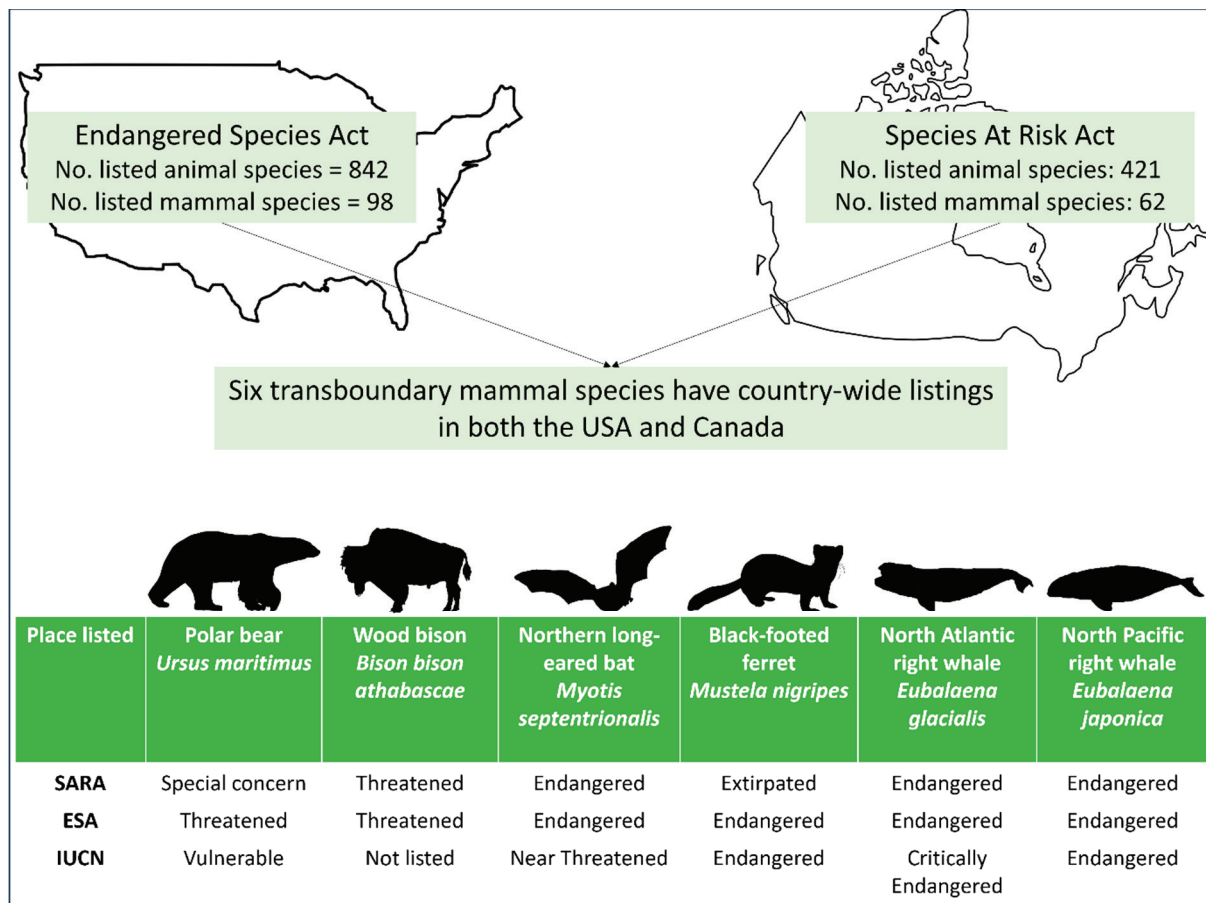 Endangered Species Act
No. listed animal species = 842
No. listed mammal species = 98
Species At Risk Act
No. listed animal species: 421
No. listed mammal species: 62
Six transboundary mammal species have country-wide listings
in both the USA and Canada
Place listed
Polar bear
Ursus maritimus
Wood bison
Bison bison
athabascae
Northern long-
eared bat
Myotis
septentrionalis
Black-footed
ferret
Mustela nigripes
North Atlantic
right whale
Eubalaena
glacialis
North Pacific
right whale
Eubalaena
japonica
SARA Special concern Threatened Endangered Extirpated Endangered Endangered
ESA Threatened Threatened Endangered Endangered Endangered Endangered
IUCN Vulnerable Not listed Near Threatened Endangered Critically Endangered
Endangered